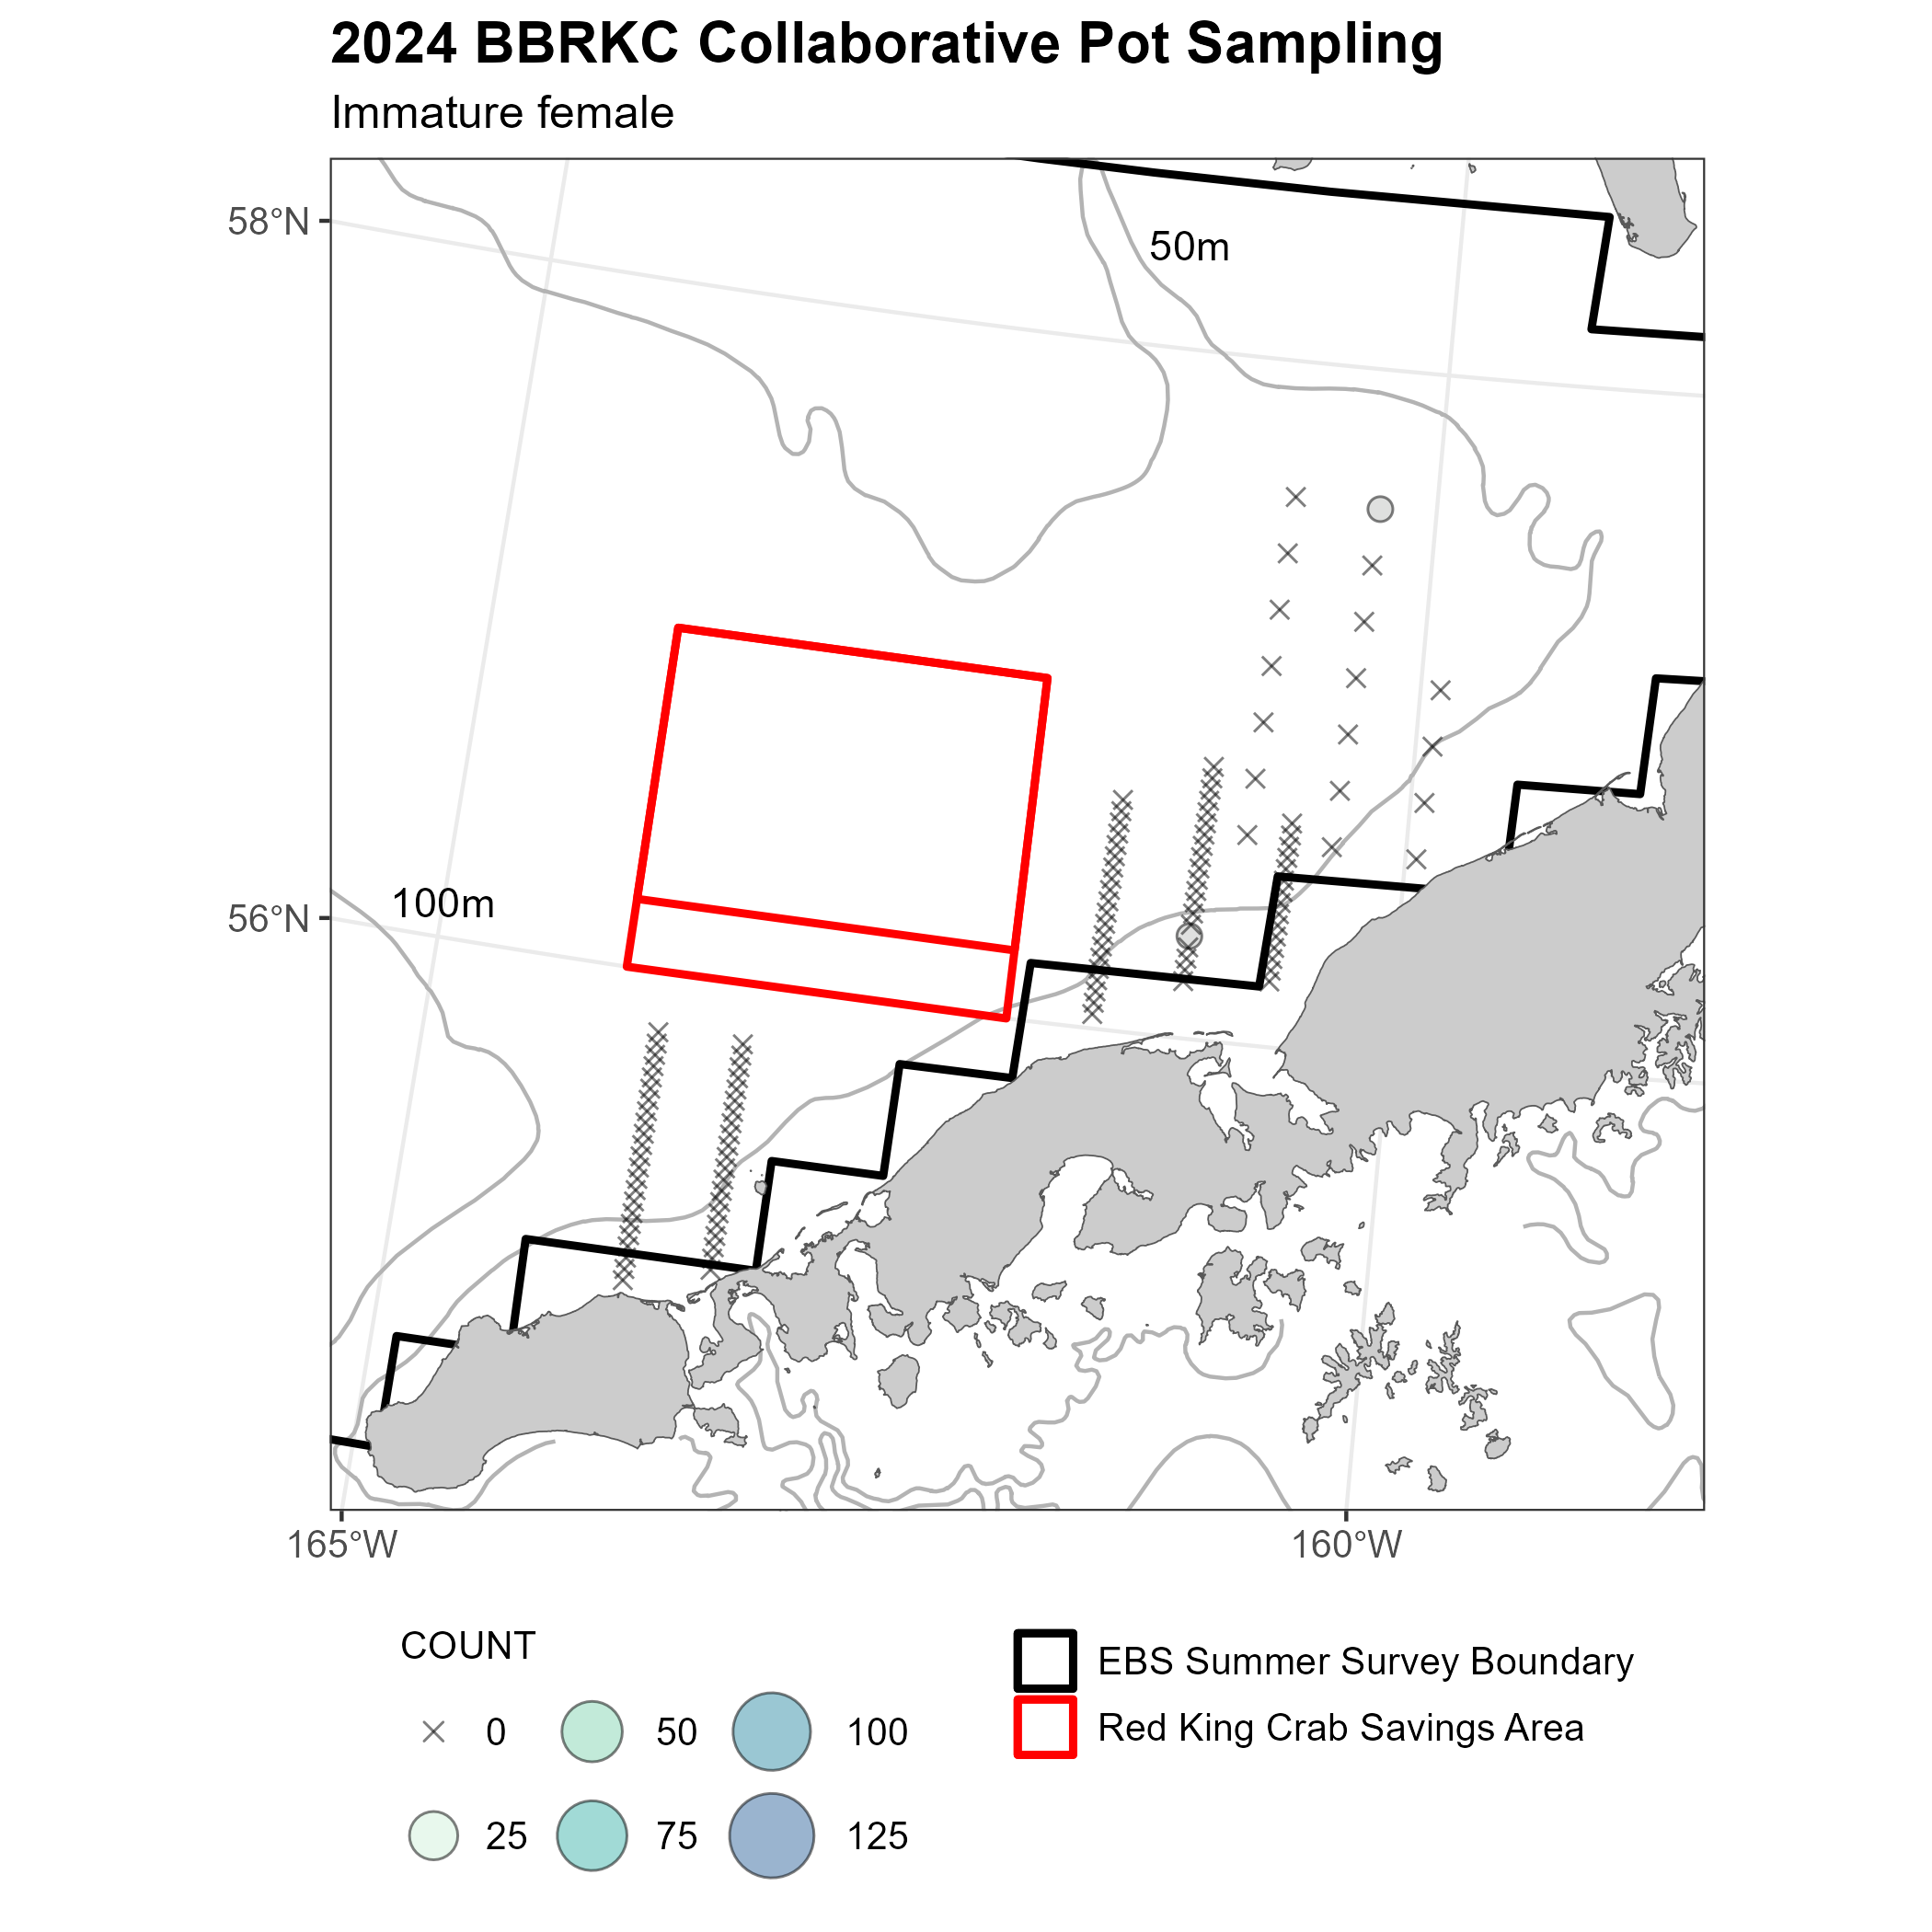 2024 BBRKC Collaborative Pot Sampling
Immature female
58°N
50m
100m
56°N
165°W
160°W
COUNT
0
50
100
25
75
125
EBS Summer Survey Boundary
Red King Crab Savings Area